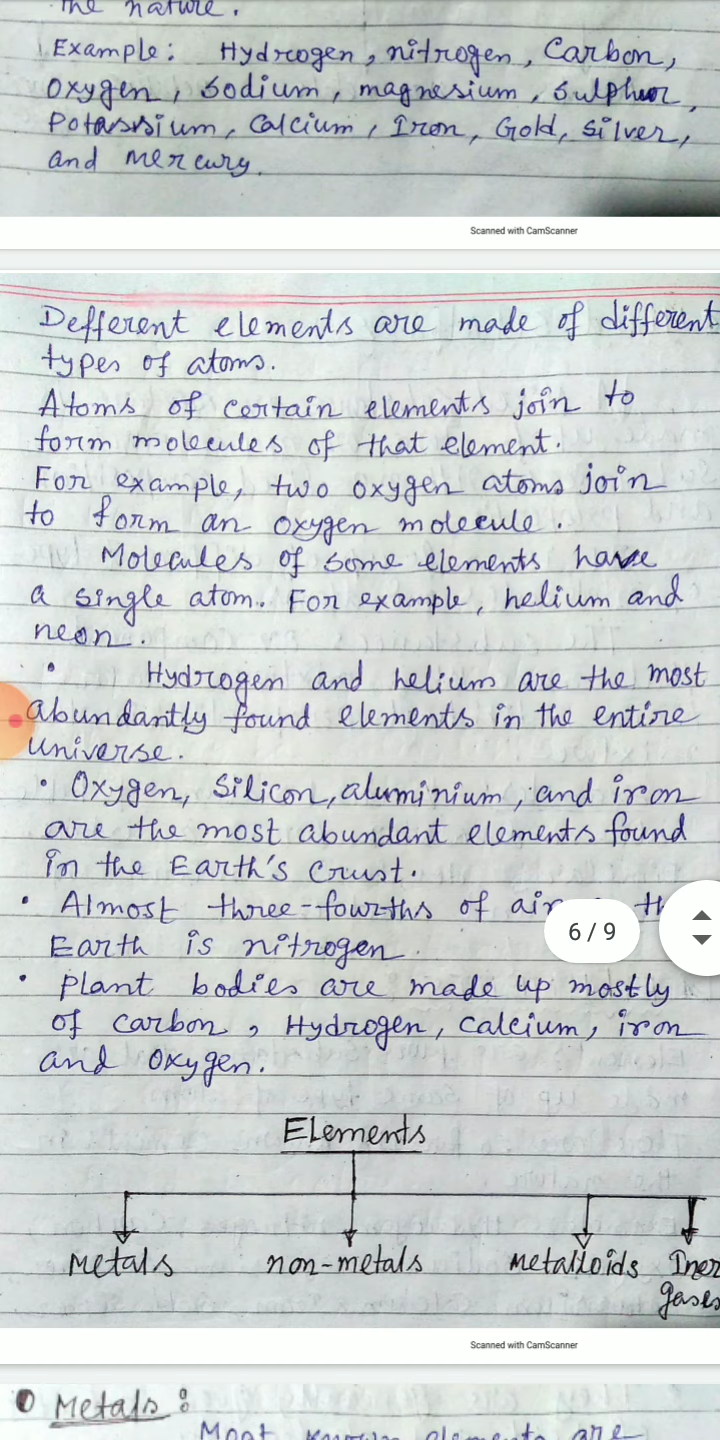 the nature.
Example: Hydrogen, nitrogen, Carbon,
Oxygen, Sodium, magnesium, Sulphur,
Potassium, Calcium, Iron, Gold, Silver,
and Mercury.
Scanned with CamScanner
Defferent elements are made of different
types of atoms.
Atoms of certain elements join to
form molecules of that element.
For example, two oxygen atoms join
to form an oxygen molecule.
Molecules of some elements have
a single atom. For example, helium and
neon.
• Hydrogen and helium are the most
abundantly found elements in the entire
universe.
• Oxygen, Silicon, aluminium, and iron
are the most abundant elements found
in the Earth's Crust.
• Almost three-fourths of air
Earth is nitrogen.
6 / 9
• Plant bodies are made up mostly
of carbon, Hydrogen, Calcium, iron
and Oxygen.
Elements
Metals non-metals Metalloids Iner
gases
Scanned with CamScanner
Metals:
Most known elements are